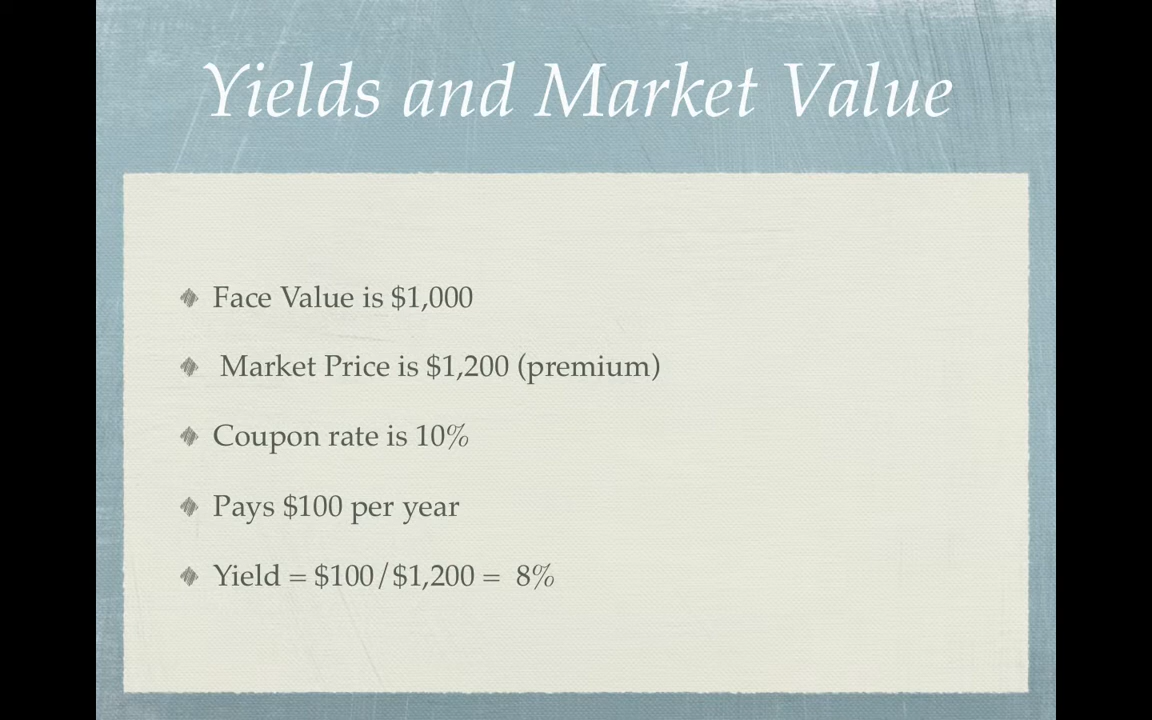 Yields and Market Value
Face Value is $1,000
Market Price is $1,200 (premium)
Coupon rate is 10%
Pays $100 per year
Yield = $100/$1,200 = 8%